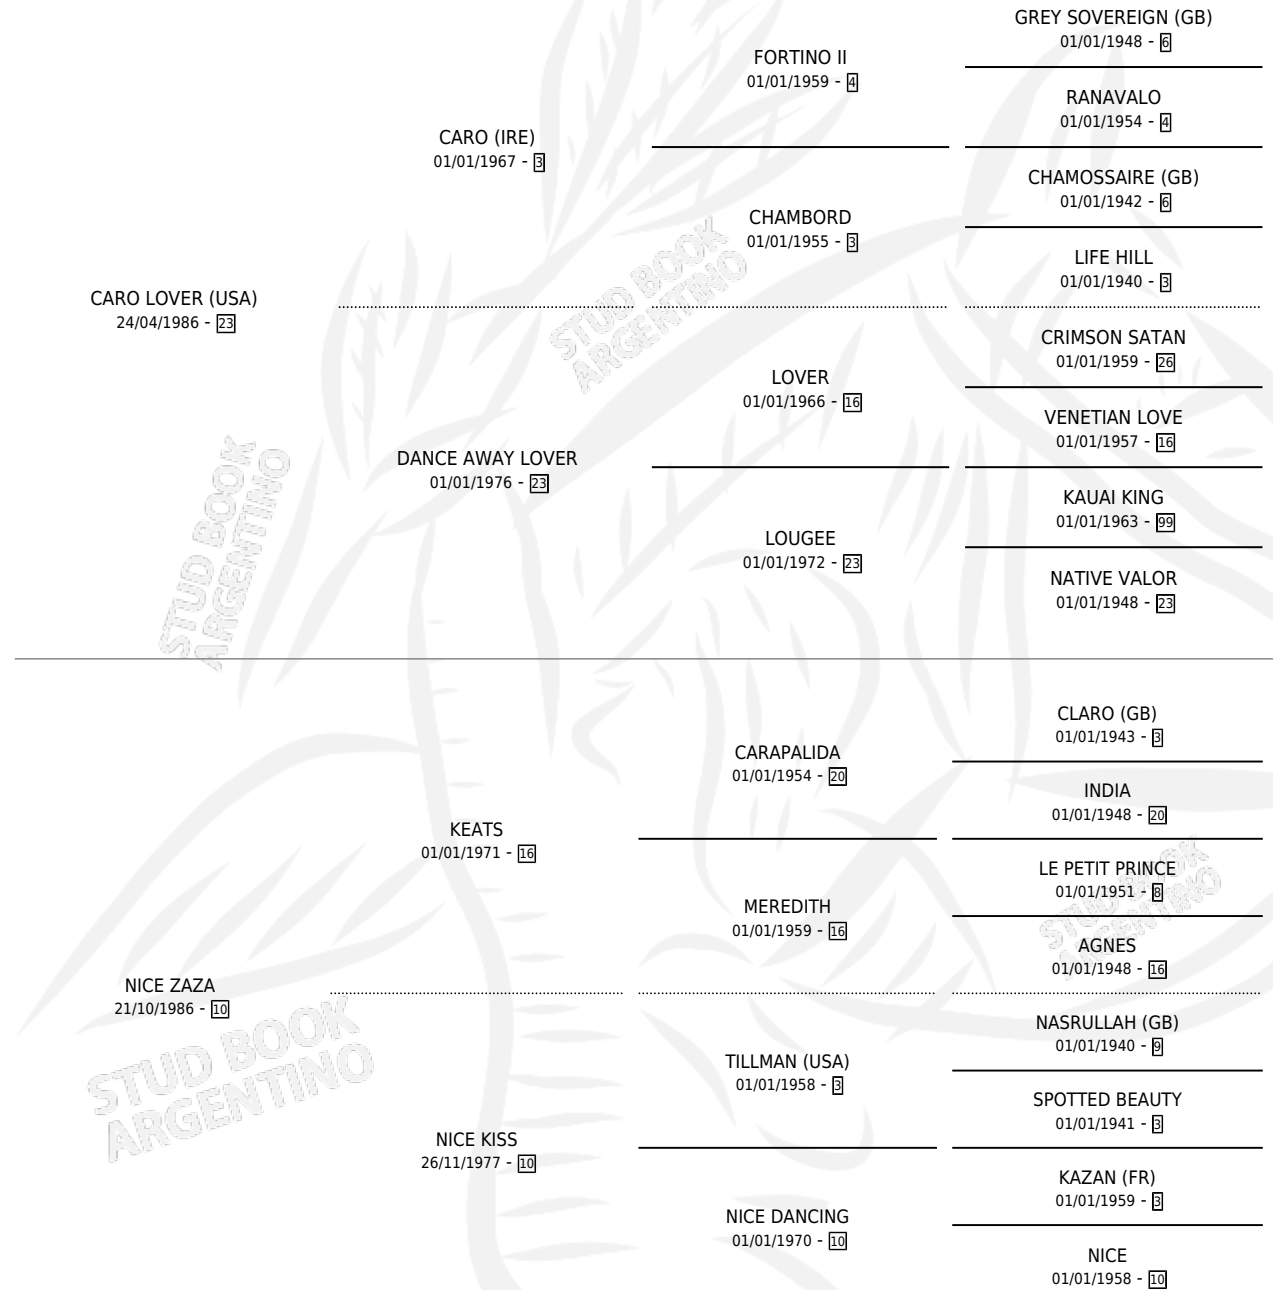 GREY SOVEREIGN (GB)
01/01/1948 - 6
FORTINO II
01/01/1959 - 4
RANAVALO
01/01/1954 - 4
CARO (IRE)
01/01/1967 - 3
CHAMOSSAIRE (GB)
01/01/1942 - 6
CHAMBORD
01/01/1955 - 3
LIFE HILL
01/01/1940 - 3
CARO LOVER (USA)
24/04/1986 - 23
CRIMSON SATAN
01/01/1959 - 26
LOVER
01/01/1966 - 16
VENETIAN LOVE
01/01/1957 - 16
DANCE AWAY LOVER
01/01/1976 - 23
KAUAI KING
01/01/1963 - 99
LOUGEE
01/01/1972 - 23
NATIVE VALOR
01/01/1948 - 23
CLARO (GB)
01/01/1943 - 3
CARAPALIDA
01/01/1954 - 20
INDIA
01/01/1948 - 20
KEATS
01/01/1971 - 16
LE PETIT PRINCE
01/01/1951 - 8
MEREDITH
01/01/1959 - 16
AGNES
01/01/1948 - 16
NICE ZAZA
21/10/1986 - 10
NASRULLAH (GB)
01/01/1940 - 9
TILLMAN (USA)
01/01/1958 - 3
SPOTTED BEAUTY
01/01/1941 - 3
NICE KISS
26/11/1977 - 10
KAZAN (FR)
01/01/1959 - 3
NICE DANCING
01/01/1970 - 10
NICE
01/01/1958 - 10
STUD BOOK
ARGENTINO
STUD BOOK
ARGENTINO
STUD BOOK
ARGENTINO
STUD BOOK
ARGENTINO